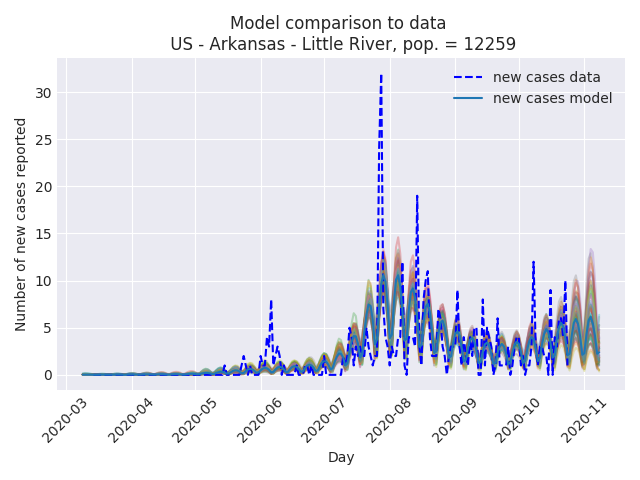 Model comparison to data
US - Arkansas - Little River, pop. = 12259
new cases data
new cases model
Number of new cases reported
30
25
20
15
10
5
0
2020-03
2020-04
2020-05
2020-06
2020-07
2020-08
2020-09
2020-10
2020-11
Day